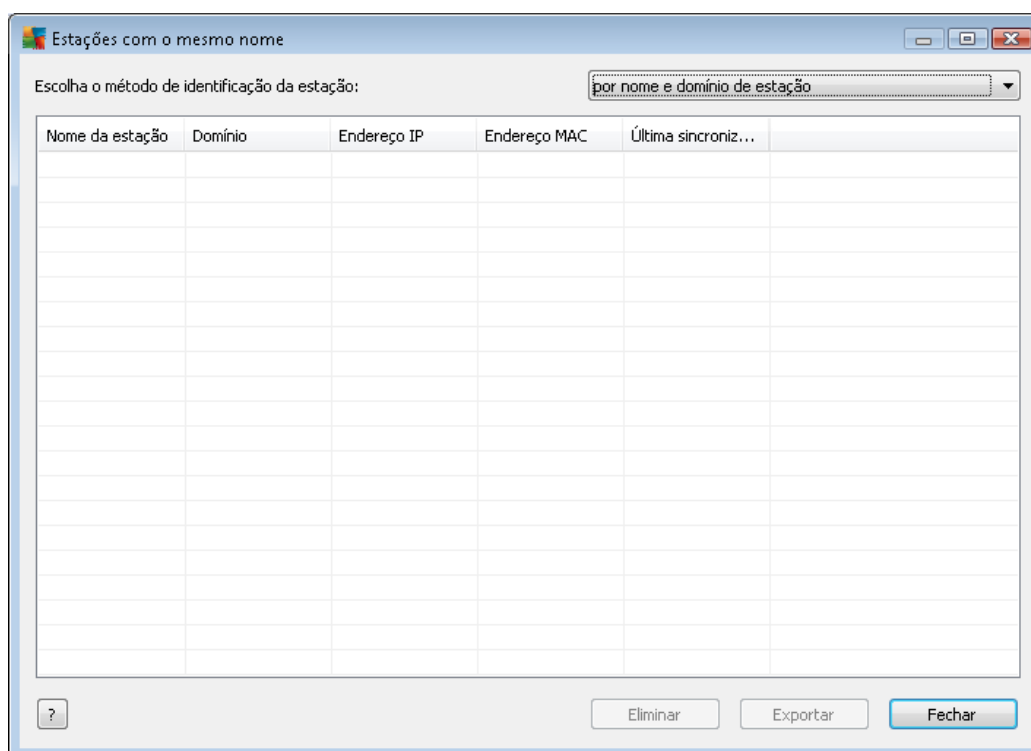 Estações com o mesmo nome
Escolha o método de identificação da estação: por nome e domínio de estação
Nome da estação Domínio Endereço IP Endereço MAC Última sincroniz...
? Eliminar Exportar Fechar